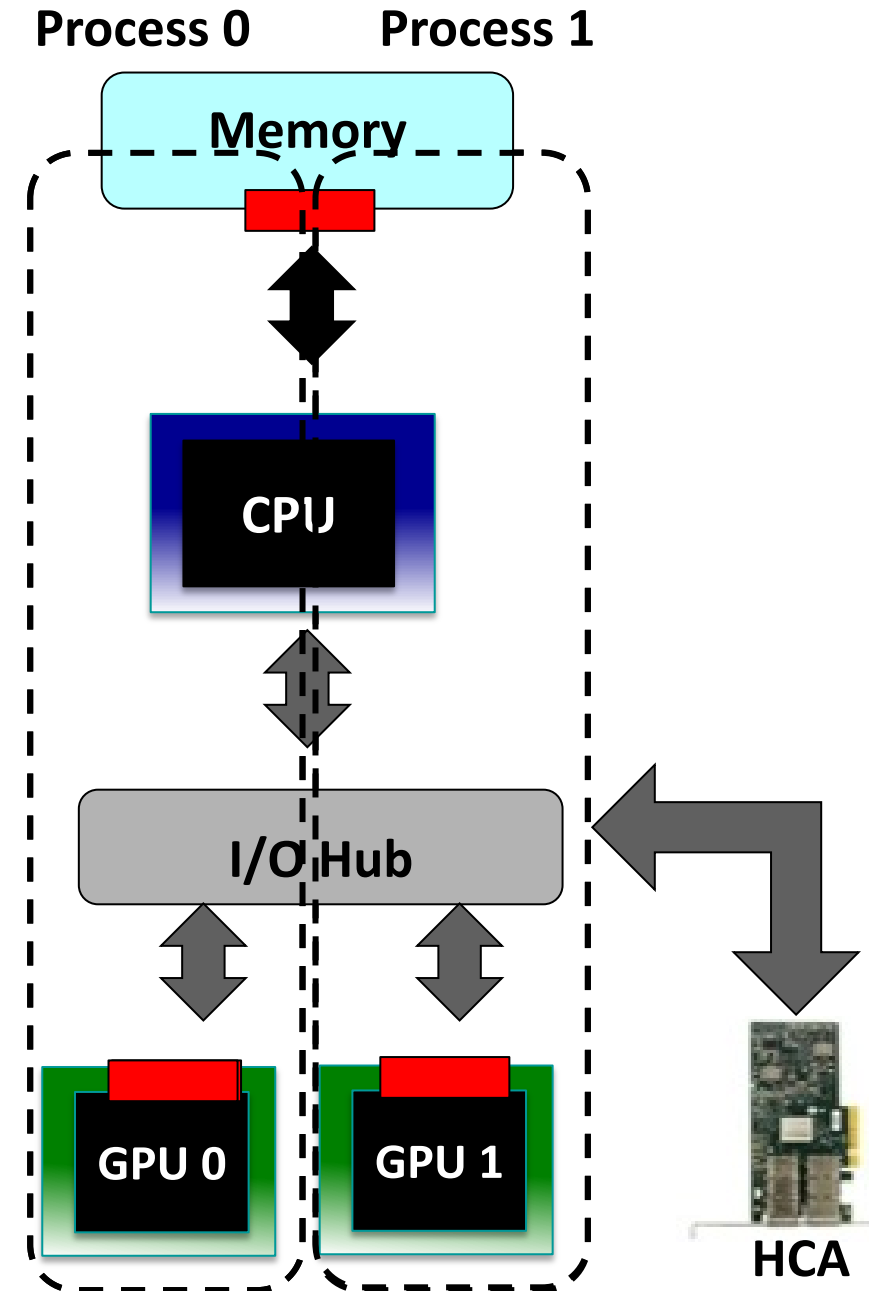 Process 0
Process 1
Memory
CPU
I/O Hub
GPU 0
GPU 1
HCA